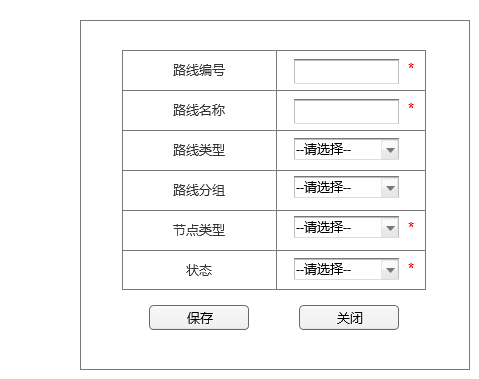 路线编号 *
路线名称 *
路线类型 --请选择--
路线分组 --请选择--
节点类型 --请选择-- *
状态 --请选择-- *
保存 关闭